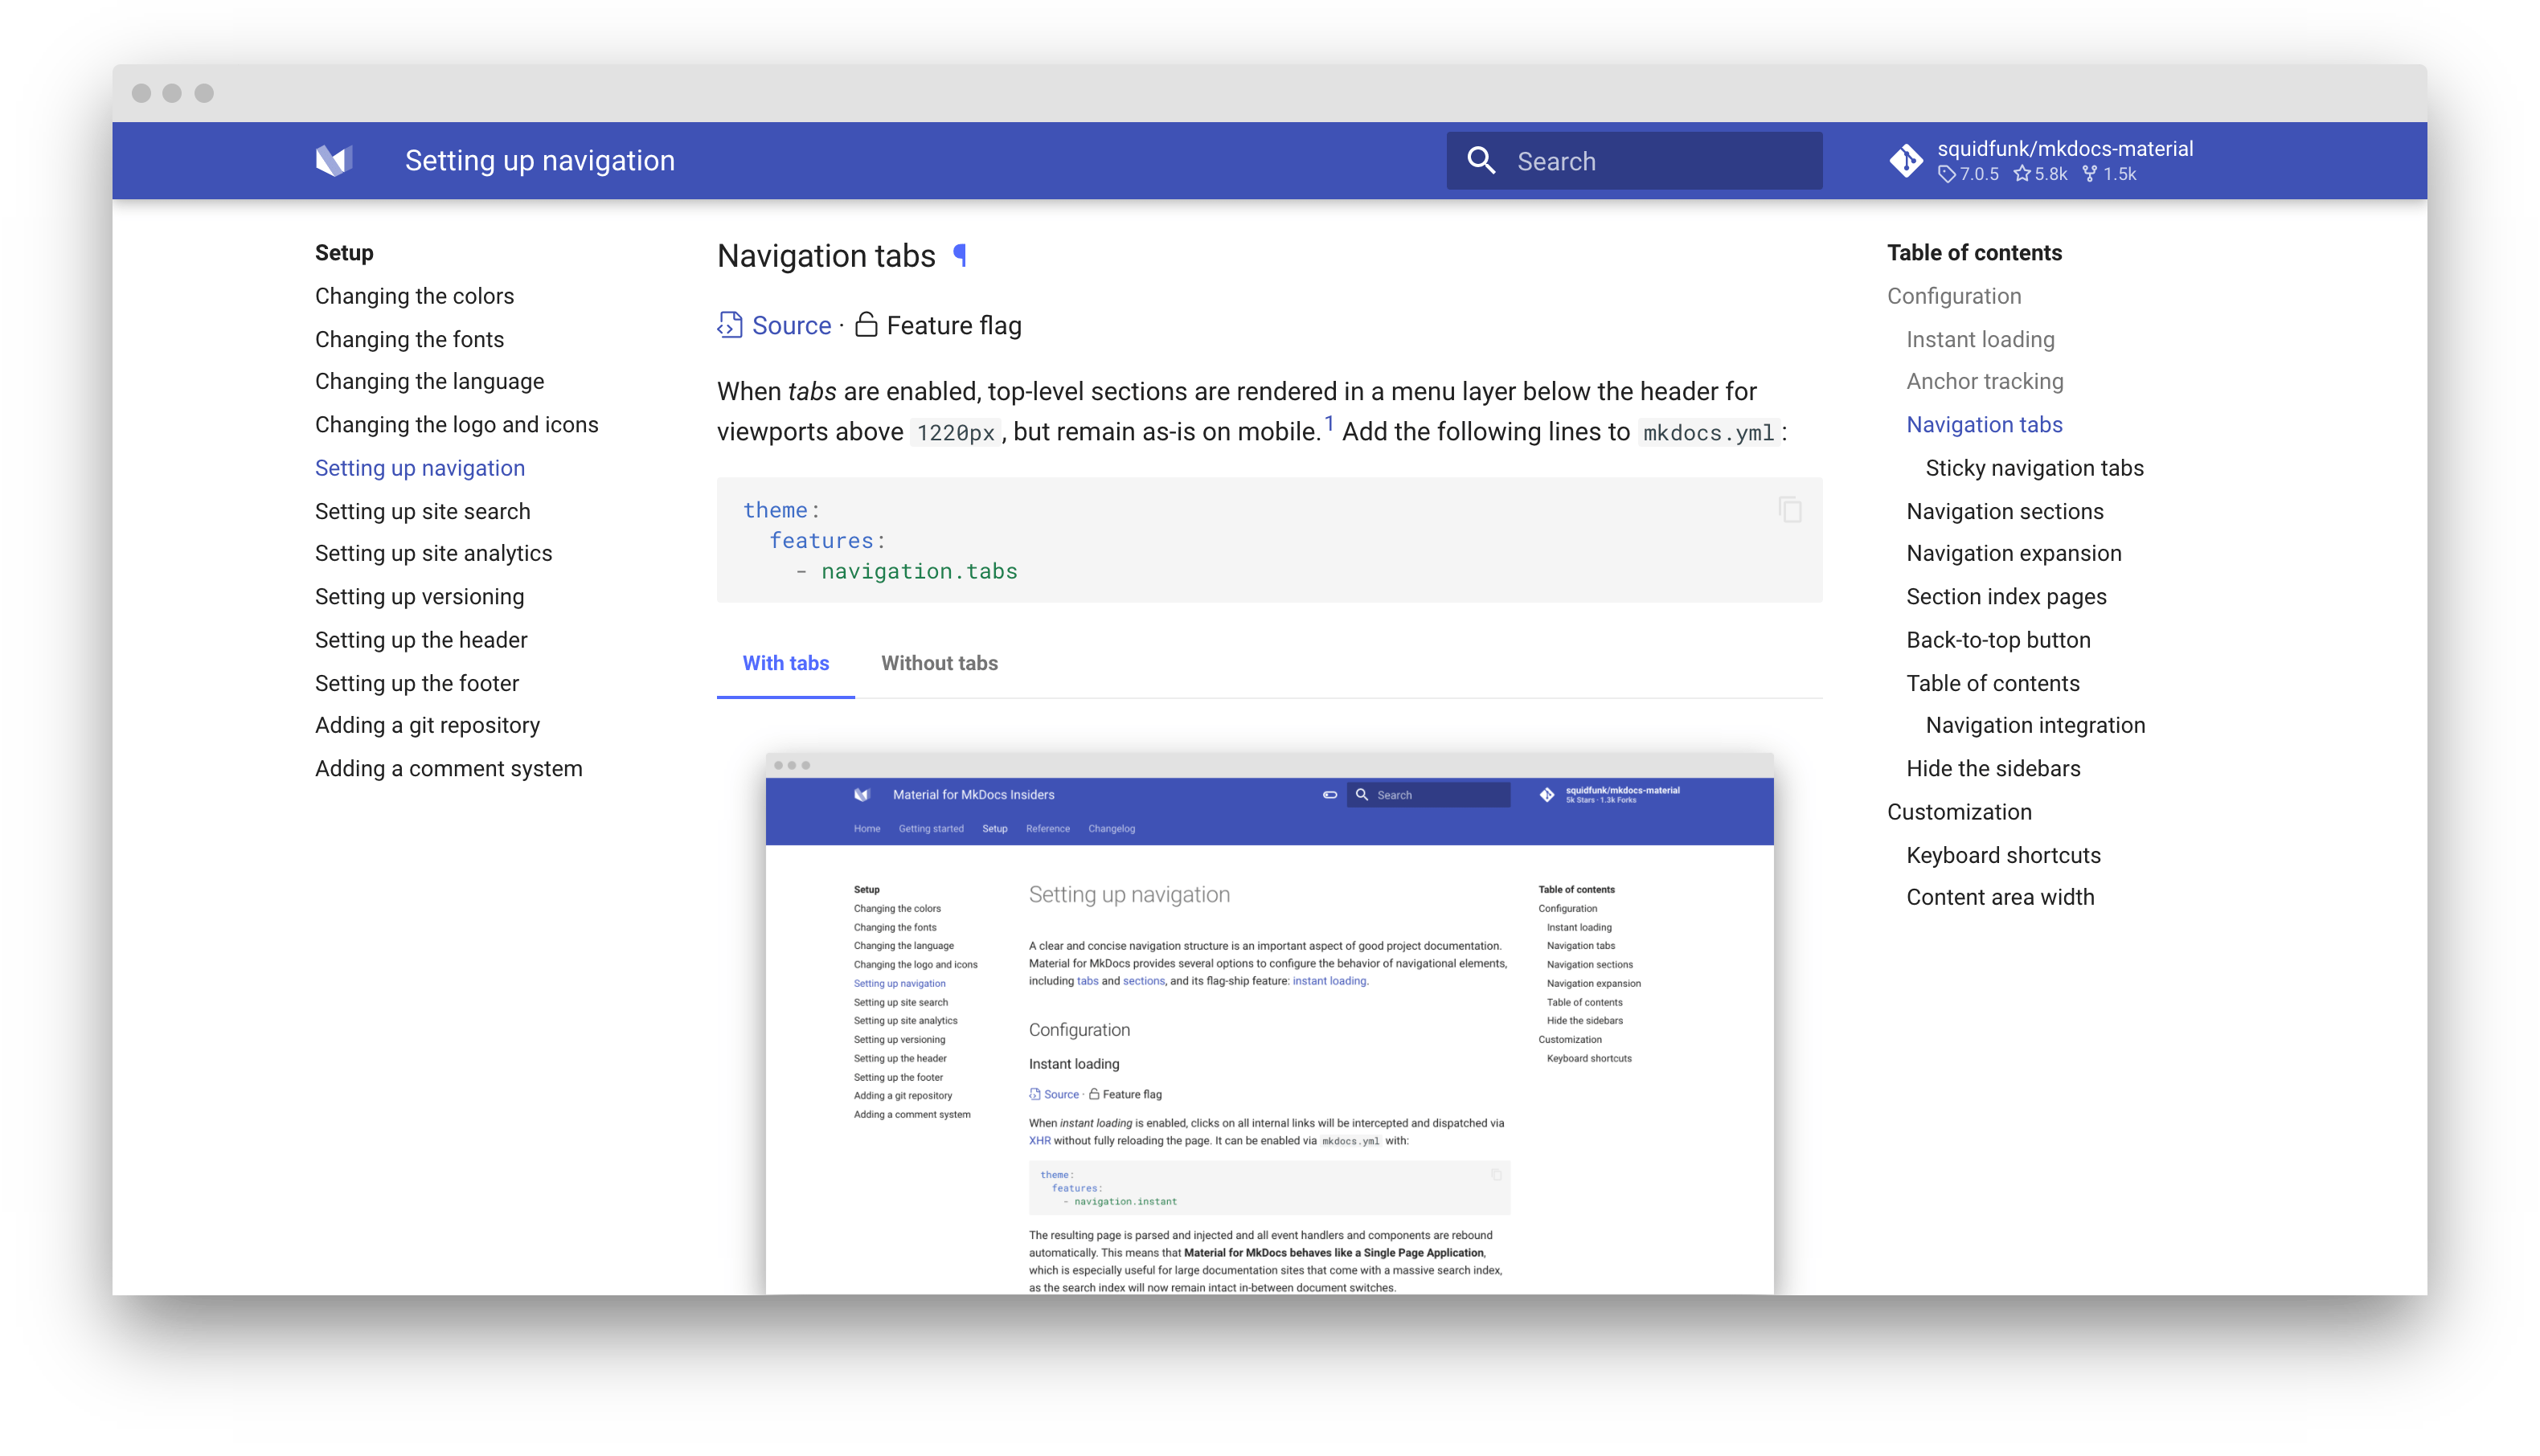 Setting up navigation
Search
squidfunk/mkdocs-material
7.0.5 5.8k 1.5k
Setup
Changing the colors
Changing the fonts
Changing the language
Changing the logo and icons
Setting up navigation
Setting up site search
Setting up site analytics
Setting up versioning
Setting up the header
Setting up the footer
Adding a git repository
Adding a comment system
Navigation tabs ¶
Source · Feature flag
When tabs are enabled, top-level sections are rendered in a menu layer below the header for
viewports above 1220px, but remain as-is on mobile.1 Add the following lines to mkdocs.yml:
theme:
  features:
    - navigation.tabs
With tabs Without tabs
Material for MkDocs Insiders
Search
squidfunk/mkdocs-material
5k Stars · 1.3k Forks
Home Getting started Setup Reference Changelog
Setup
Changing the colors
Changing the fonts
Changing the language
Changing the logo and icons
Setting up navigation
Setting up site search
Setting up site analytics
Setting up versioning
Setting up the header
Setting up the footer
Adding a git repository
Adding a comment system
Setting up navigation
A clear and concise navigation structure is an important aspect of good project documentation.
Material for MkDocs provides several options to configure the behavior of navigational elements,
including tabs and sections, and its flag-ship feature: instant loading.
Configuration
Instant loading
Source · Feature flag
When instant loading is enabled, clicks on all internal links will be intercepted and dispatched via
XHR without fully reloading the page. It can be enabled via mkdocs.yml with:
theme:
  features:
    - navigation.instant
The resulting page is parsed and injected and all event handlers and components are rebound
automatically. This means that Material for MkDocs behaves like a Single Page Application,
which is especially useful for large documentation sites that come with a massive search index,
as the search index will now remain intact in-between document switches.
Table of contents
Configuration
Instant loading
Navigation tabs
Navigation sections
Navigation expansion
Table of contents
Hide the sidebars
Customization
Keyboard shortcuts
Table of contents
Configuration
Instant loading
Anchor tracking
Navigation tabs
Sticky navigation tabs
Navigation sections
Navigation expansion
Section index pages
Back-to-top button
Table of contents
Navigation integration
Hide the sidebars
Customization
Keyboard shortcuts
Content area width